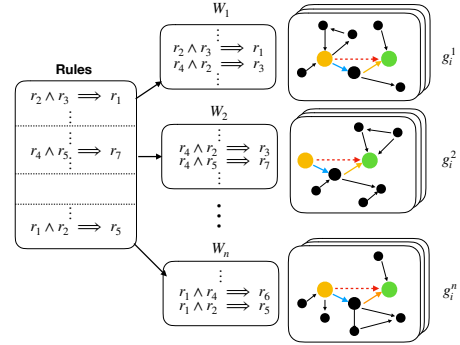 Rules
r₂ ∧ r₃ ⟹ r₁
⋮
r₄ ∧ r₅ ⟹ r₇
⋮
⋮
r₁ ∧ r₂ ⟹ r₅
W₁
⋮
r₂ ∧ r₃ ⟹ r₁
r₄ ∧ r₂ ⟹ r₃
⋮
gᵢ¹
W₂
⋮
r₄ ∧ r₂ ⟹ r₃
r₄ ∧ r₅ ⟹ r₇
⋮
gᵢ²
⋮
Wₙ
⋮
r₁ ∧ r₄ ⟹ r₆
r₁ ∧ r₂ ⟹ r₅
gᵢⁿ